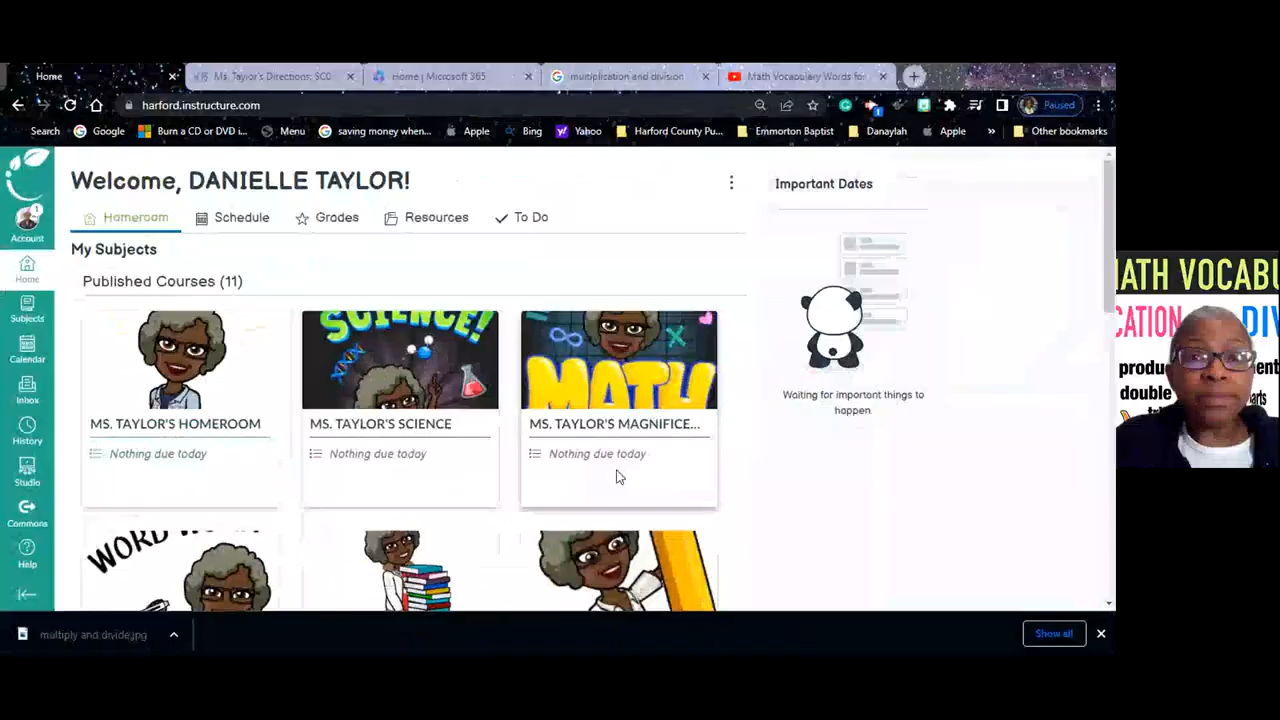 Home
Ms. Taylor's Directions: SC0
Home | Microsoft 365
multiplication and division
Math Vocabulary Words for
harford.instructure.com
Paused
Search
Google
Burn a CD or DVD i...
Menu
saving money when...
Apple
Bing
Yahoo
Harford County Pu...
Emmorton Baptist
Danaylah
Apple
»
Other bookmarks
Welcome, DANIELLE TAYLOR!
Important Dates
Account
1
Homeroom
Schedule
Grades
Resources
To Do
My Subjects
Home
Published Courses (11)
Subjects
Calendar
Inbox
History
Studio
Commons
Help
SCIENCE!
MATH
MS. TAYLOR'S HOMEROOM
MS. TAYLOR'S SCIENCE
MS. TAYLOR'S MAGNIFICE...
Nothing due today
Nothing due today
Nothing due today
Waiting for important things to
happen.
WORD
multiply and divide.jpg
Show all
ATH VOCABU
CATION
DIV
produ
double
ent
arts